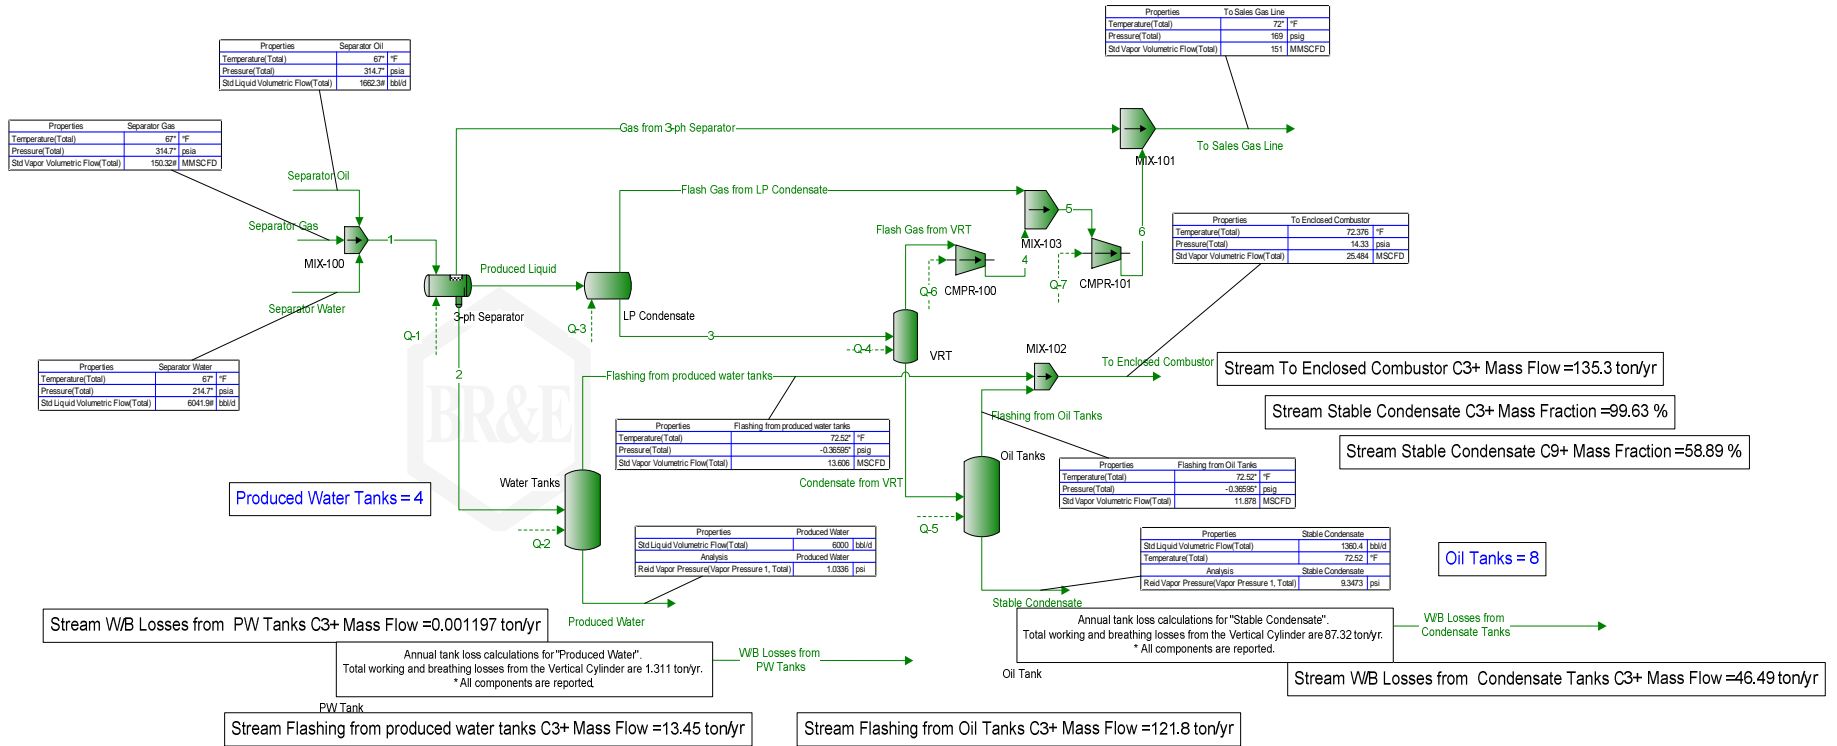 Properties To Sales Gas Line
Temperature(Total) 72* °F
Pressure(Total) 169 psig
Std Vapor Volumetric Flow(Total) 151 MMSCFD
Properties Separator Oil
Temperature(Total) 67* °F
Pressure(Total) 314.7* psia
Std Liquid Volumetric Flow(Total) 1662.3# bbl/d
Properties Separator Gas
Temperature(Total) 67* °F
Pressure(Total) 314.7* psia
Std Vapor Volumetric Flow(Total) 150.32# MMSCFD
Gas from 3-ph Separator
To Sales Gas Line
MIX-101
Separator Oil
Flash Gas from LP Condensate
Separator Gas
1
MIX-100
5
Flash Gas from VRT
MIX-103
6
4
Properties To Enclosed Combustor
Temperature(Total) 72.376 °F
Pressure(Total) 14.33 psia
Std Vapor Volumetric Flow(Total) 25.484 MSCFD
Produced Liquid
Q-6
CMPR-100
Q-7
CMPR-101
Separator Water
3-ph Separator
LP Condensate
Q-1
Q-3
3
Q-4
VRT
MIX-102
To Enclosed Combustor
Properties Separator Water
Temperature(Total) 67* °F
Pressure(Total) 214.7* psia
Std Liquid Volumetric Flow(Total) 6041.9# bbl/d
2
Flashing from produced water tanks
Stream To Enclosed Combustor C3+ Mass Flow =135.3 ton/yr
Stream Stable Condensate C3+ Mass Fraction =99.63 %
Stream Stable Condensate C9+ Mass Fraction =58.89 %
BR&E
Flashing from Oil Tanks
Properties Flashing from produced water tanks
Temperature(Total) 72.52* °F
Pressure(Total) -0.36595* psig
Std Vapor Volumetric Flow(Total) 13.606 MSCFD
Oil Tanks
Properties Flashing from Oil Tanks
Temperature(Total) 72.52* °F
Pressure(Total) -0.36595* psig
Std Vapor Volumetric Flow(Total) 11.878 MSCFD
Water Tanks
Condensate from VRT
Produced Water Tanks = 4
Q-2
Q-5
Properties Produced Water
Std Liquid Volumetric Flow(Total) 6000 bbl/d
Analysis Produced Water
Reid Vapor Pressure(Vapor Pressure 1, Total) 1.0336 psi
Properties Stable Condensate
Std Liquid Volumetric Flow(Total) 1360.4 bbl/d
Temperature(Total) 72.52 °F
Analysis Stable Condensate
Reid Vapor Pressure(Vapor Pressure 1, Total) 9.3473 psi
Oil Tanks = 8
Produced Water
Stable Condensate
Stream W/B Losses from PW Tanks C3+ Mass Flow =0.001197 ton/yr
Annual tank loss calculations for "Stable Condensate".
Total working and breathing losses from the Vertical Cylinder are 87.32 ton/yr.
* All components are reported.
W/B Losses from
Condensate Tanks
Annual tank loss calculations for "Produced Water".
Total working and breathing losses from the Vertical Cylinder are 1.311 ton/yr.
* All components are reported.
W/B Losses from
PW Tanks
Oil Tank
Stream W/B Losses from Condensate Tanks C3+ Mass Flow =46.49 ton/yr
PW Tank
Stream Flashing from produced water tanks C3+ Mass Flow =13.45 ton/yr
Stream Flashing from Oil Tanks C3+ Mass Flow =121.8 ton/yr